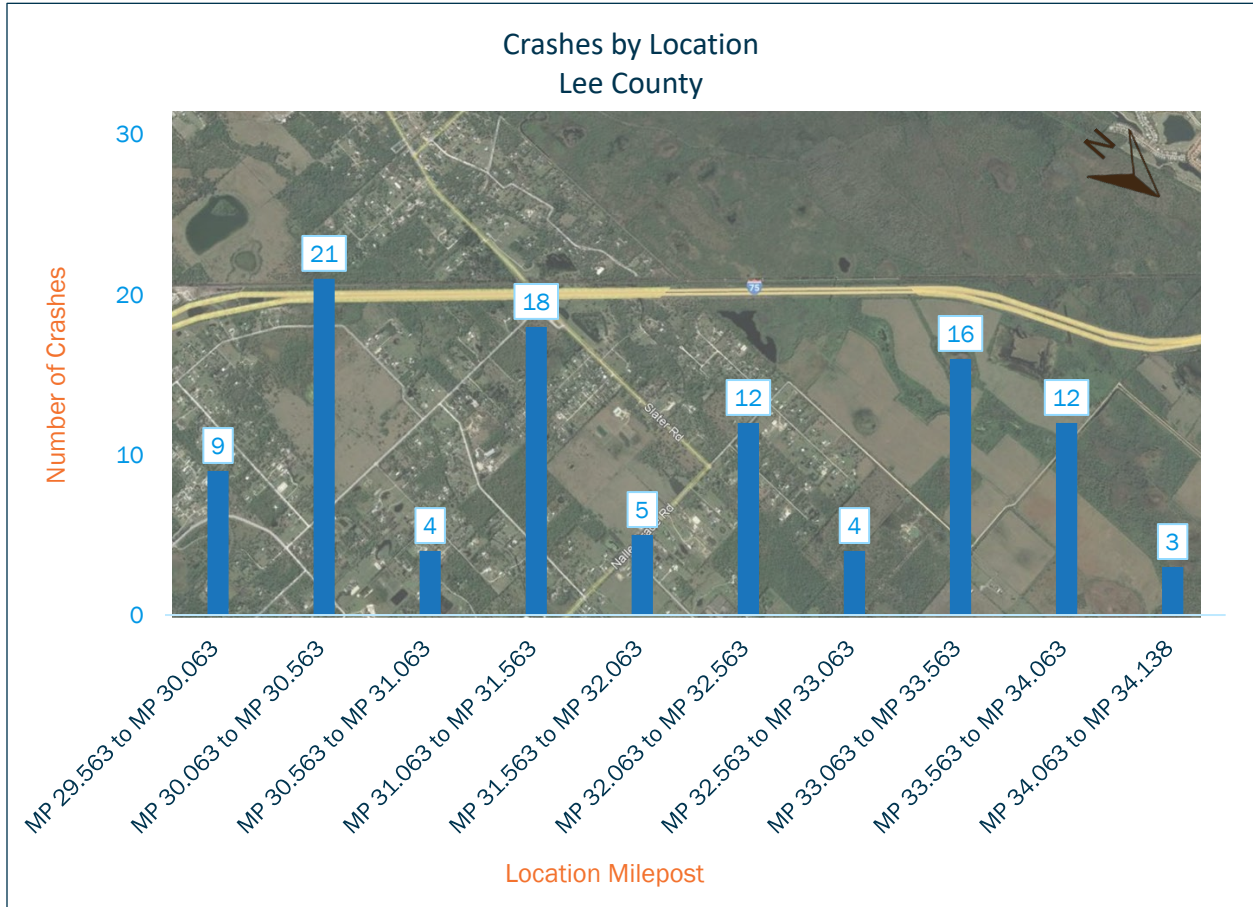 Crashes by Location
Lee County
30
20
10
0
Number of Crashes
N
75
Slater Rd
9
21
4
18
5
12
4
16
12
3
MP 29.563 to MP 30.063
MP 30.063 to MP 30.563
MP 30.563 to MP 31.063
MP 31.063 to MP 31.563
MP 31.563 to MP 32.063
MP 32.063 to MP 32.563
MP 32.563 to MP 33.063
MP 33.063 to MP 33.563
MP 33.563 to MP 34.063
MP 34.063 to MP 34.138
Location Milepost